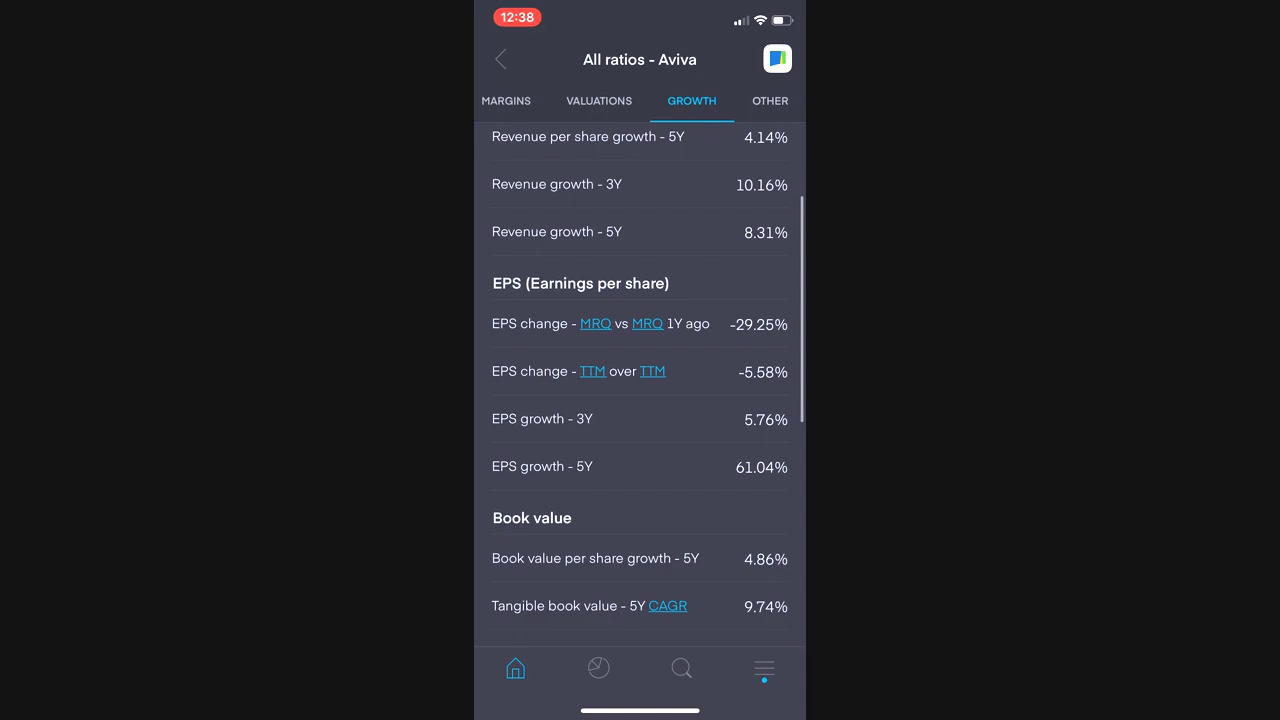 12:38
All ratios - Aviva
MARGINS VALUATIONS GROWTH OTHER
Revenue per share growth - 5Y 4.14%
Revenue growth - 3Y 10.16%
Revenue growth - 5Y 8.31%
EPS (Earnings per share)
EPS change - MRQ vs MRQ 1Y ago -29.25%
EPS change - TTM over TTM -5.58%
EPS growth - 3Y 5.76%
EPS growth - 5Y 61.04%
Book value
Book value per share growth - 5Y 4.86%
Tangible book value - 5Y CAGR 9.74%